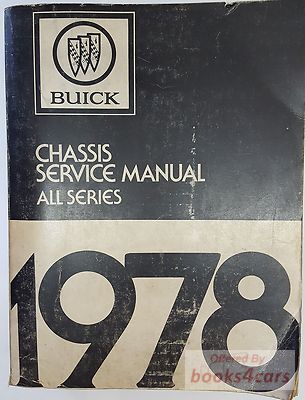 BUICK
CHASSIS
SERVICE MANUAL
ALL SERIES
1978
Offered By
books4cars